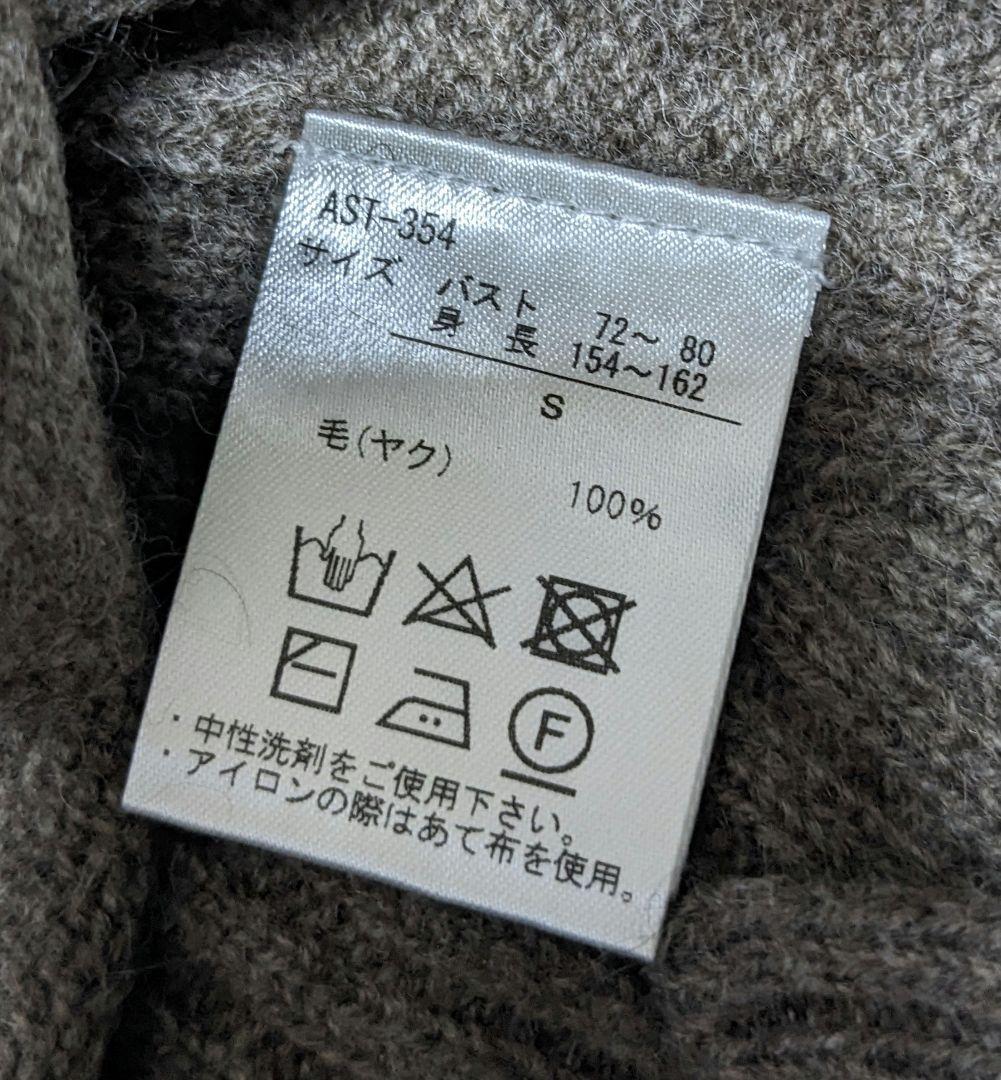 AST-354
サイズ バスト 72～ 80
身 長 154～162
S
毛(ヤク) 100%
F
・中性洗剤をご使用下さい。
・アイロンの際はあて布を使用。